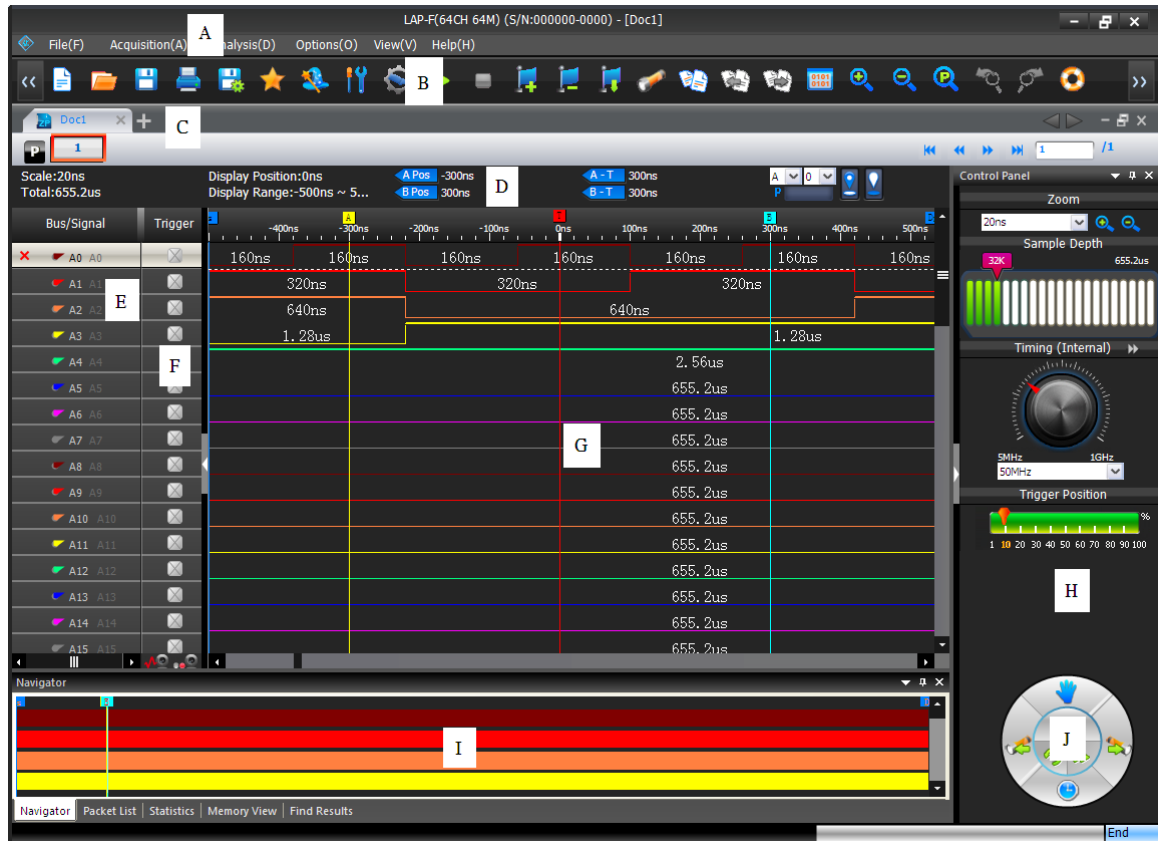 LAP-F(64CH 64M) (S/N:000000-0000) - [Doc1]
File(F) Acquisition(A) A nalysis(D) Options(O) View(V) Help(H)
B
Doc1 C
P 1 1 /1
Scale:20ns Display Position:0ns A Pos -300ns D A - T 300ns A 0
Total:655.2us Display Range:-500ns ~ 5... B Pos 300ns B - T 300ns P
Control Panel
Zoom
20ns
Sample Depth
32K 655.2us
Timing (Internal)
5MHz 1GHz
50MHz
Trigger Position
%
1 10 20 30 40 50 60 70 80 90 100
H
J
Bus/Signal Trigger
A T B
-400ns -300ns -200ns -100ns 0ns 100ns 200ns 300ns 400ns 500ns
A0 A0 160ns 160ns 160ns 160ns 160ns 160ns 160ns
A1 A1 320ns 320ns 320ns
E
A2 A2 640ns 640ns
A3 A3 1.28us 1.28us
A4 A4 F 2.56us
A5 A5 655.2us
A6 A6 655.2us
A7 A7 G 655.2us
A8 A8 655.2us
A9 A9 655.2us
A10 A10 655.2us
A11 A11 655.2us
A12 A12 655.2us
A13 A13 655.2us
A14 A14 655.2us
A15 A15 655.2us
Navigator
I
Navigator Packet List Statistics Memory View Find Results
End